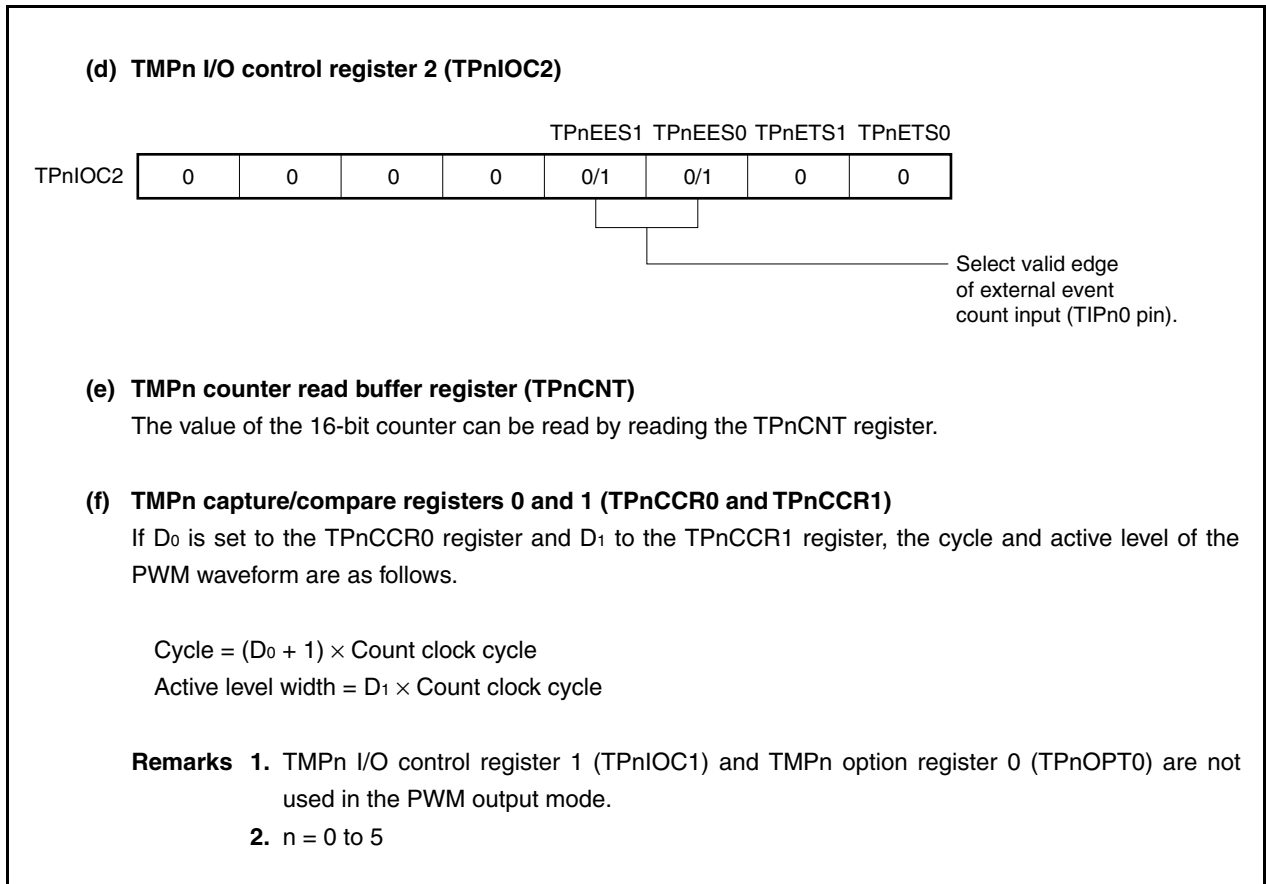 (d) TMPn I/O control register 2 (TPnIOC2)
TPnEES1 TPnEES0 TPnETS1 TPnETS0
TPnIOC2 0 0 0 0 0/1 0/1 0 0
Select valid edge
of external event
count input (TIPn0 pin).
(e) TMPn counter read buffer register (TPnCNT)
The value of the 16-bit counter can be read by reading the TPnCNT register.
(f) TMPn capture/compare registers 0 and 1 (TPnCCR0 and TPnCCR1)
If D0 is set to the TPnCCR0 register and D1 to the TPnCCR1 register, the cycle and active level of the
PWM waveform are as follows.
Cycle = (D0 + 1) × Count clock cycle
Active level width = D1 × Count clock cycle
Remarks 1. TMPn I/O control register 1 (TPnIOC1) and TMPn option register 0 (TPnOPT0) are not
used in the PWM output mode.
2. n = 0 to 5